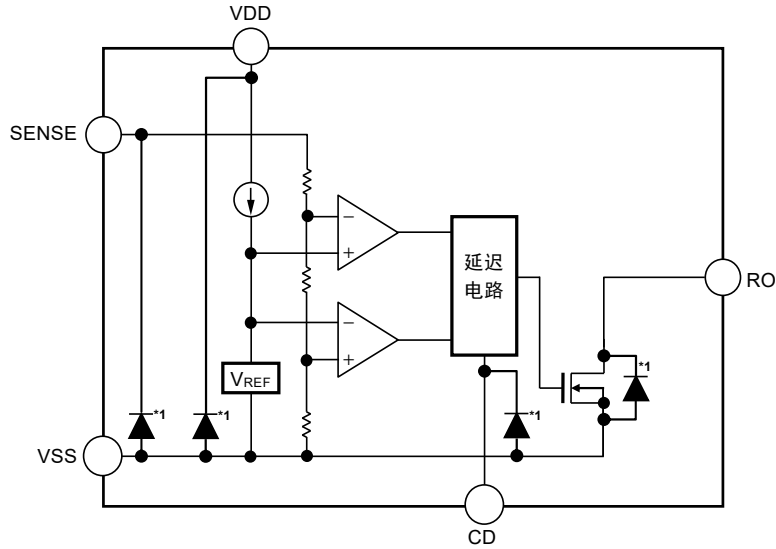 VDD
SENSE
−
+
延迟
电路
RO
−
+
*1
VREF
*1
*1
*1
VSS
CD